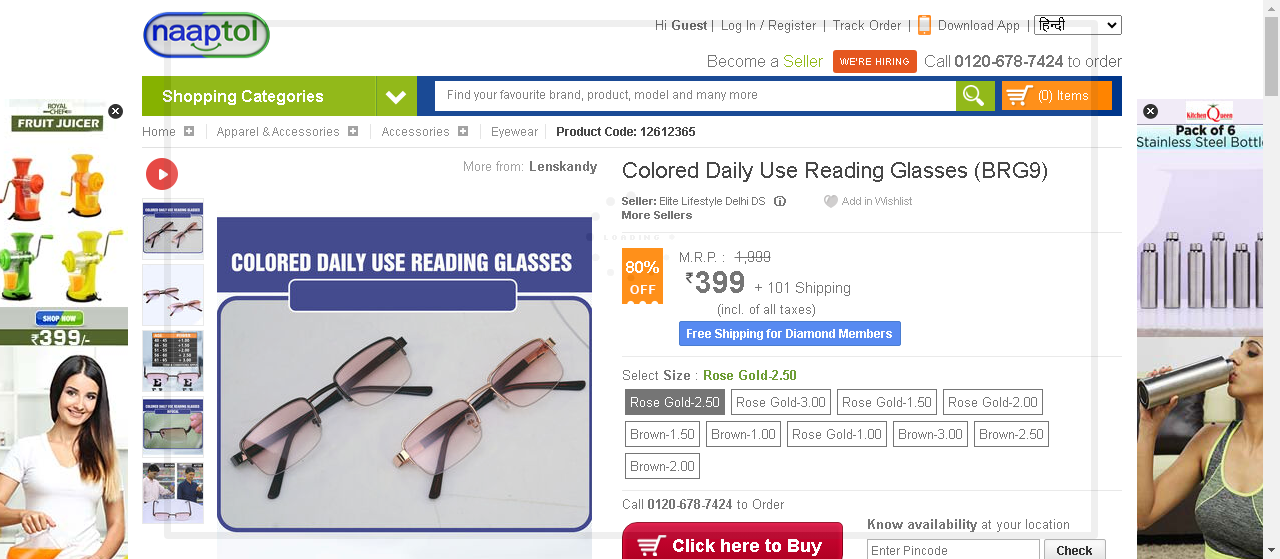 naaptol
Hi Guest | Log In / Register | Track Order | Download App | हिन्दी
Become a Seller WE'RE HIRING Call 0120-678-7424 to order
Shopping Categories
Find your favourite brand, product, model and many more
(0) Items
Home Apparel & Accessories Accessories Eyewear Product Code: 12612365
ROYAL CHEF
FRUIT JUICER
SHOP NOW
₹399/-
Kitchen Queen
Pack of 6
Stainless Steel Bottle
More from: Lenskandy
COLORED DAILY USE READING GLASSES
COLORED DAILY USE READING GLASSES
Colored Daily Use Reading Glasses (BRG9)
Seller: Elite Lifestyle Delhi DS Add in Wishlist
More Sellers
LOADING
80%
OFF
M.R.P. : 1,999
₹399 + 101 Shipping
(incl. of all taxes)
Free Shipping for Diamond Members
Select Size : Rose Gold-2.50
Rose Gold-2.50 Rose Gold-3.00 Rose Gold-1.50 Rose Gold-2.00
Brown-1.50 Brown-1.00 Rose Gold-1.00 Brown-3.00 Brown-2.50
Brown-2.00
Call 0120-678-7424 to Order
Click here to Buy
Know availability at your location
Enter Pincode Check